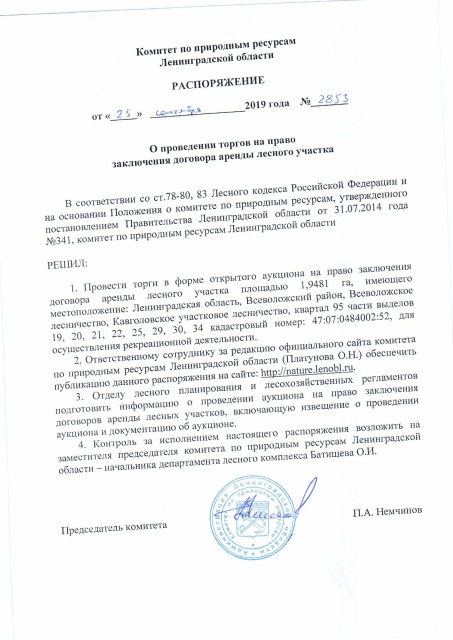 Комитет по природным ресурсам
Ленинградской области
РАСПОРЯЖЕНИЕ
от « 25 » сентября 2019 года № 2853
О проведении торгов на право
заключения договора аренды лесного участка
В соответствии со ст.78-80, 83 Лесного кодекса Российской Федерации и
на основании Положения о комитете по природным ресурсам, утвержденного
постановлением Правительства Ленинградской области от 31.07.2014 года
№341, комитет по природным ресурсам Ленинградской области
РЕШИЛ:
1. Провести торги в форме открытого аукциона на право заключения
договора аренды лесного участка площадью 1,9481 га, имеющего
местоположение: Ленинградская область, Всеволожский район, Всеволожское
лесничество, Кавголовское участковое лесничество, квартал 95 части выделов
19, 20, 21, 22, 25, 29, 30, 34 кадастровый номер: 47:07:0484002:52, для
осуществления рекреационной деятельности.
2. Ответственному сотруднику за редакцию официального сайта комитета
по природным ресурсам Ленинградской области (Платунова О.Н.) обеспечить
публикацию данного распоряжения на сайте: http://nature.lenobl.ru.
3. Отделу лесного планирования и лесохозяйственных регламентов
подготовить информацию о проведении аукциона на право заключения
договоров аренды лесных участков, включающую извещение о проведении
аукциона и документацию об аукционе.
4. Контроль за исполнением настоящего распоряжения возложить на
заместителя председателя комитета по природным ресурсам Ленинградской
области – начальника департамента лесного комплекса Батищева О.И.
Председатель комитета
П.А. Немчинов